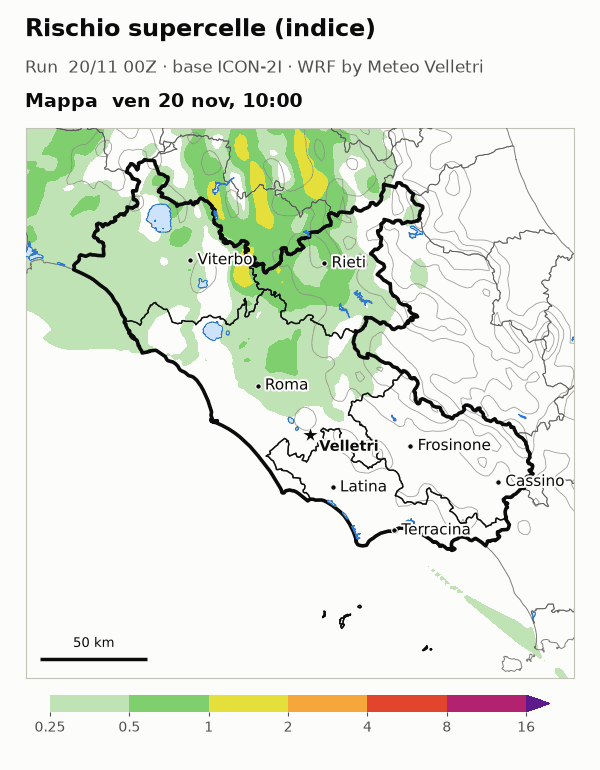 Rischio supercelle (indice)
Run  20/11 00Z · base ICON-2I · WRF by Meteo Velletri
Mappa  ven 20 nov, 10:00
Viterbo
Rieti
Roma
Velletri
Frosinone
Latina
Cassino
Terracina
50 km
0.25 0.5 1 2 4 8 16